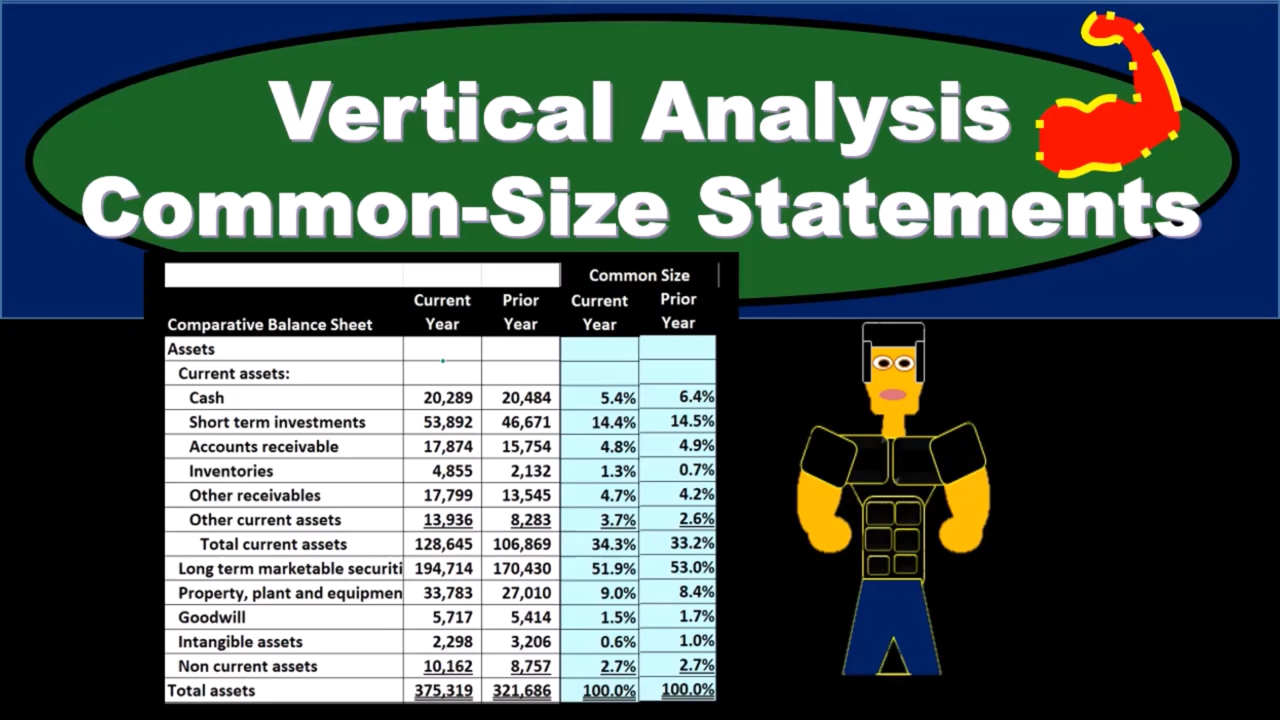 Vertical Analysis
Common-Size Statements
Common Size
Current Prior Current Prior
Comparative Balance Sheet Year Year Year Year
Assets
Current assets:
Cash 20,289 20,484 5.4% 6.4%
Short term investments 53,892 46,671 14.4% 14.5%
Accounts receivable 17,874 15,754 4.8% 4.9%
Inventories 4,855 2,132 1.3% 0.7%
Other receivables 17,799 13,545 4.7% 4.2%
Other current assets 13,936 8,283 3.7% 2.6%
Total current assets 128,645 106,869 34.3% 33.2%
Long term marketable securiti 194,714 170,430 51.9% 53.0%
Property, plant and equipmen 33,783 27,010 9.0% 8.4%
Goodwill 5,717 5,414 1.5% 1.7%
Intangible assets 2,298 3,206 0.6% 1.0%
Non current assets 10,162 8,757 2.7% 2.7%
Total assets 375,319 321,686 100.0% 100.0%